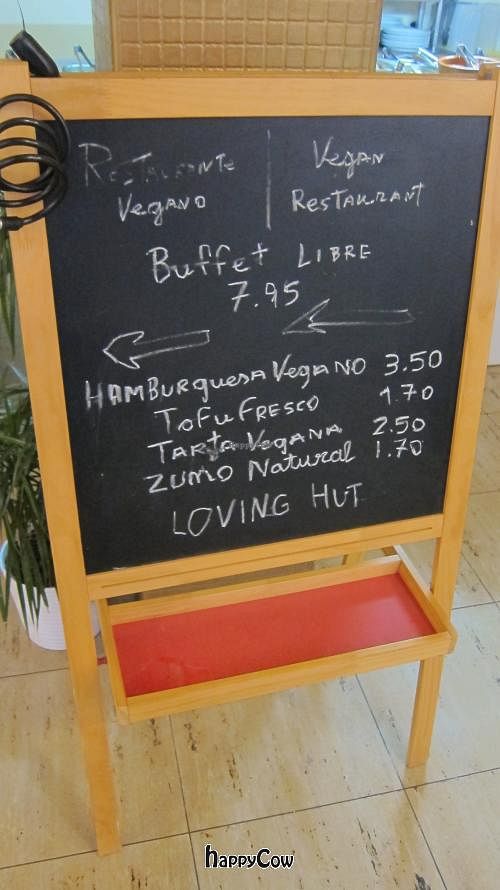 Restaurante | Vegan
Vegano | Restaurant
Buffet Libre
7.95
Hamburguesa Vegano 3.50
Tofu Fresco 1.70
Tarta Vegana 2.50
Zumo Natural 1.70
LOVING HUT
happyCow